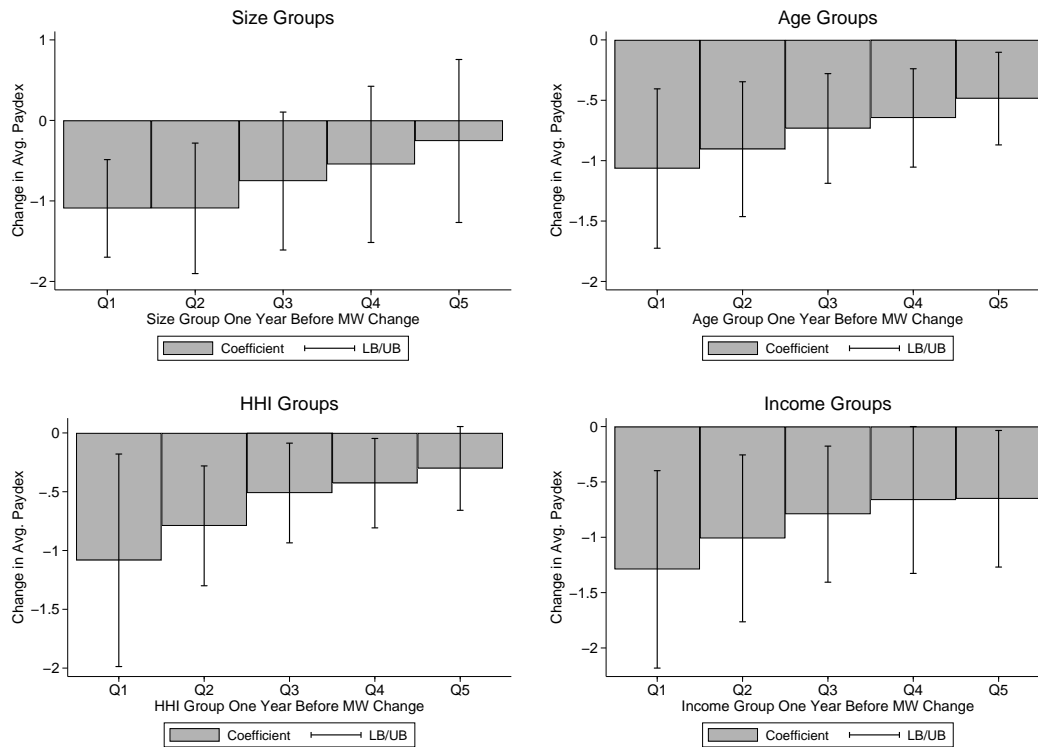 Size Groups
Change in Avg. Paydex
1
0
−1
−2
Q1 Q2 Q3 Q4 Q5
Size Group One Year Before MW Change
Coefficient LB/UB
Age Groups
Change in Avg. Paydex
0
−.5
−1
−1.5
−2
Q1 Q2 Q3 Q4 Q5
Age Group One Year Before MW Change
Coefficient LB/UB
HHI Groups
Change in Avg. Paydex
0
−.5
−1
−1.5
−2
Q1 Q2 Q3 Q4 Q5
HHI Group One Year Before MW Change
Coefficient LB/UB
Income Groups
Change in Avg. Paydex
0
−.5
−1
−1.5
−2
Q1 Q2 Q3 Q4 Q5
Income Group One Year Before MW Change
Coefficient LB/UB